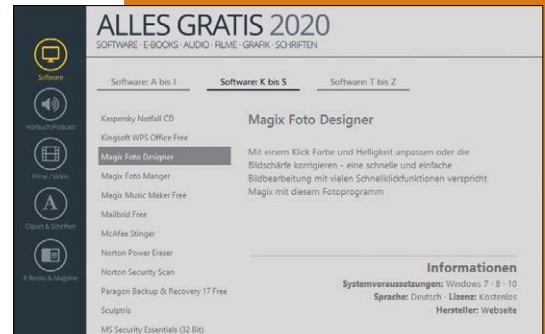 ALLES GRATIS 2020
SOFTWARE · E-BOOKS · AUDIO · FILME · GRAFIK · SCHRIFTEN
Software
Hörbuch/Podcast
Filme / Video
Clipart & Schriften
E-Books & Magazine
Software: A bis I
Software: K bis S
Software: T bis Z
Kaspersky Notfall CD
Kingsoft WPS Office Free
Magix Foto Designer
Magix Foto Manger
Magix Music Maker Free
Mailbrid Free
McAfee Stinger
Norton Power Eraser
Norton Security Scan
Paragon Backup & Recovery 17 Free
Sculptris
MS Security Essentials (32 Bit)
Magix Foto Designer
Mit einem Klick Farbe und Helligkeit anpassen oder die
Bildschärfe korrigieren - eine schnelle und einfache
Bildbearbeitung mit vielen Schnellklickfunktionen verspricht
Magix mit diesem Fotoprogramm
Informationen
Systemvoraussetzungen: Windows 7 · 8 · 10
Sprache: Deutsch · Lizenz: Kostenlos
Hersteller: Webseite